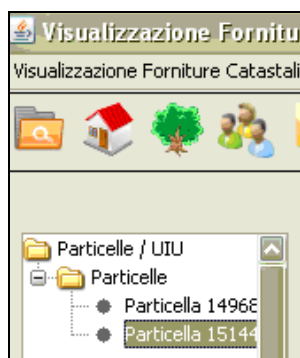 Visualizzazione Fornitu
Visualizzazione Forniture Catastali
Particelle / UIU
Particelle
Particella 14968
Particella 15144